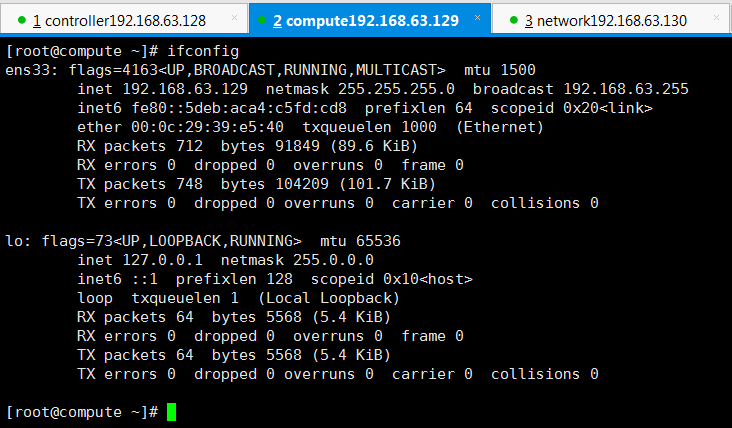 1 controller192.168.63.128 × 2 compute192.168.63.129 × 3 network192.168.63.130 ×
[root@compute ~]# ifconfig
ens33: flags=4163<UP,BROADCAST,RUNNING,MULTICAST>  mtu 1500
        inet 192.168.63.129  netmask 255.255.255.0  broadcast 192.168.63.255
        inet6 fe80::5deb:aca4:c5fd:cd8  prefixlen 64  scopeid 0x20<link>
        ether 00:0c:29:39:e5:40  txqueuelen 1000  (Ethernet)
        RX packets 712  bytes 91849 (89.6 KiB)
        RX errors 0  dropped 0  overruns 0  frame 0
        TX packets 748  bytes 104209 (101.7 KiB)
        TX errors 0  dropped 0 overruns 0  carrier 0  collisions 0

lo: flags=73<UP,LOOPBACK,RUNNING>  mtu 65536
        inet 127.0.0.1  netmask 255.0.0.0
        inet6 ::1  prefixlen 128  scopeid 0x10<host>
        loop  txqueuelen 1  (Local Loopback)
        RX packets 64  bytes 5568 (5.4 KiB)
        RX errors 0  dropped 0  overruns 0  frame 0
        TX packets 64  bytes 5568 (5.4 KiB)
        TX errors 0  dropped 0 overruns 0  carrier 0  collisions 0

[root@compute ~]#